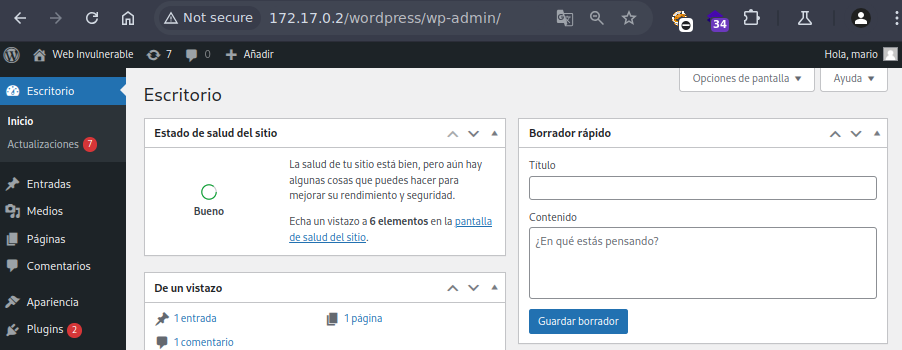 Not secure 172.17.0.2/wordpress/wp-admin/
34
Web Invulnerable 7 0 Añadir Hola, mario
Escritorio
Inicio
Actualizaciones 7
Entradas
Medios
Páginas
Comentarios
Apariencia
Plugins 2
Opciones de pantalla Ayuda
Escritorio
Estado de salud del sitio
Bueno
La salud de tu sitio está bien, pero aún hay
algunas cosas que puedes hacer para
mejorar su rendimiento y seguridad.
Echa un vistazo a 6 elementos en la pantalla
de salud del sitio.
De un vistazo
1 entrada 1 página
1 comentario
Borrador rápido
Título
Contenido
¿En qué estás pensando?
Guardar borrador